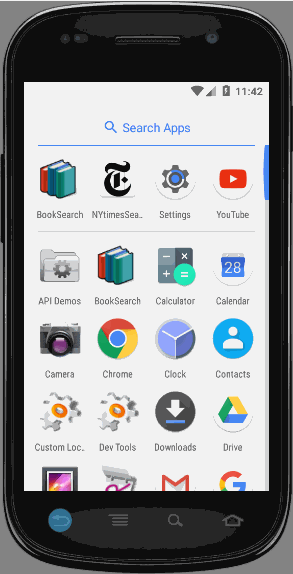 11:42
Search Apps
BookSearch NYtimesSea.. Settings YouTube
28
API Demos BookSearch Calculator Calendar
Camera Chrome Clock Contacts
Custom Loc.. Dev Tools Downloads Drive